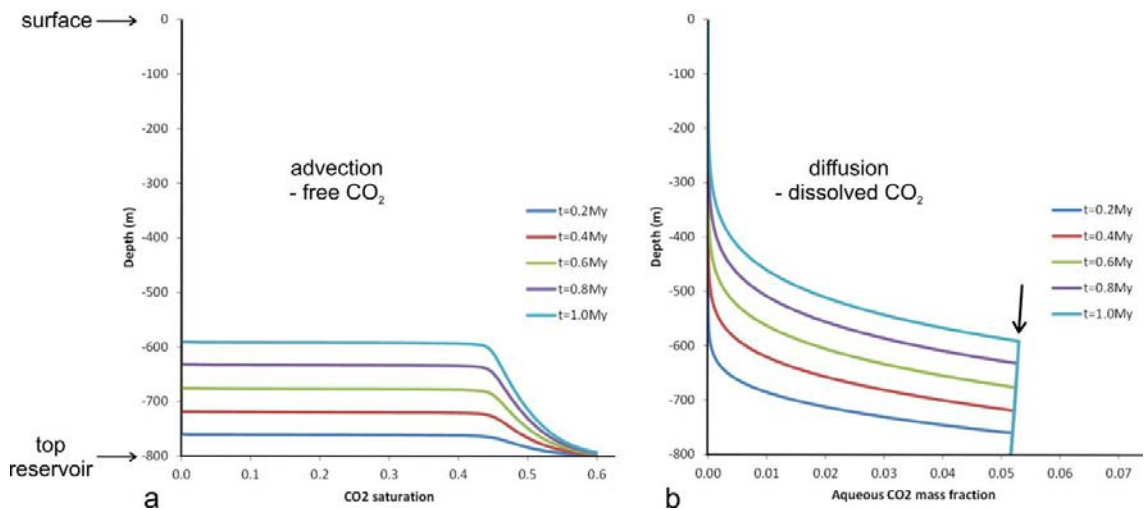 surface
0
-100
-200
-300
-400
-500
-600
-700
-800
Depth (m)
advection
- free CO₂
t=0.2My
t=0.4My
t=0.6My
t=0.8My
t=1.0My
top
reservoir
0.0 0.1 0.2 0.3 0.4 0.5 0.6
a
CO2 saturation
0
-100
-200
-300
-400
-500
-600
-700
-800
Depth (m)
diffusion
- dissolved CO₂
t=0.2My
t=0.4My
t=0.6My
t=0.8My
t=1.0My
0.00 0.01 0.02 0.03 0.04 0.05 0.06 0.07
b
Aqueous CO2 mass fraction